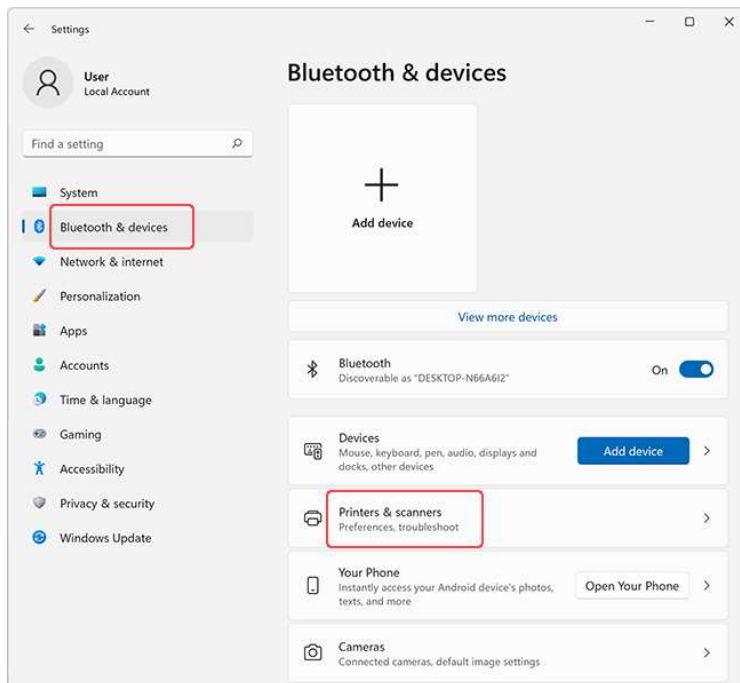 Settings
User
Local Account
Find a setting
System
Bluetooth & devices
Network & internet
Personalization
Apps
Accounts
Time & language
Gaming
Accessibility
Privacy & security
Windows Update
Bluetooth & devices
Add device
View more devices
Bluetooth
Discoverable as "DESKTOP-N66A6I2"
On
Devices
Mouse, keyboard, pen, audio, displays and
docks, other devices
Add device
Printers & scanners
Preferences, troubleshoot
Your Phone
Instantly access your Android device's photos,
texts, and more
Open Your Phone
Cameras
Connected cameras, default image settings